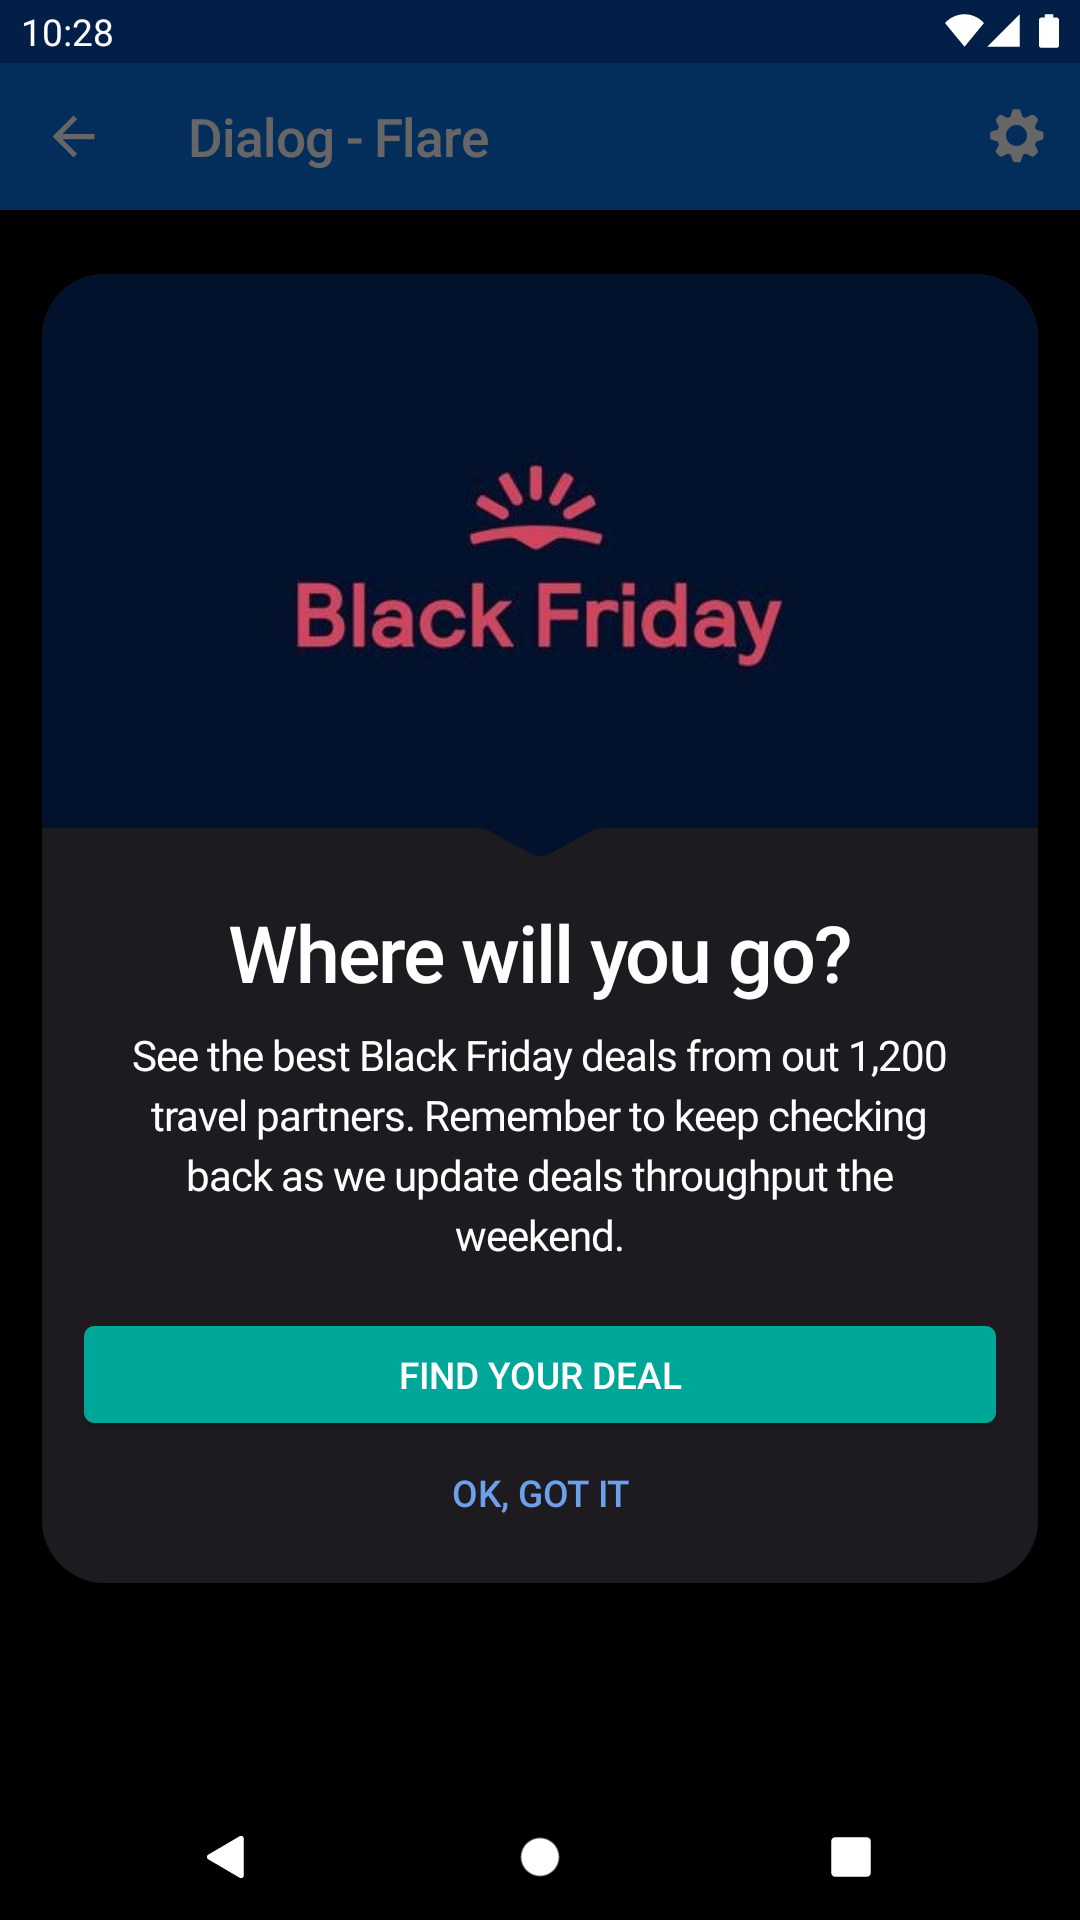 10:28
Dialog - Flare
Black Friday
Where will you go?
See the best Black Friday deals from out 1,200
travel partners. Remember to keep checking
back as we update deals throughput the
weekend.
FIND YOUR DEAL
OK, GOT IT